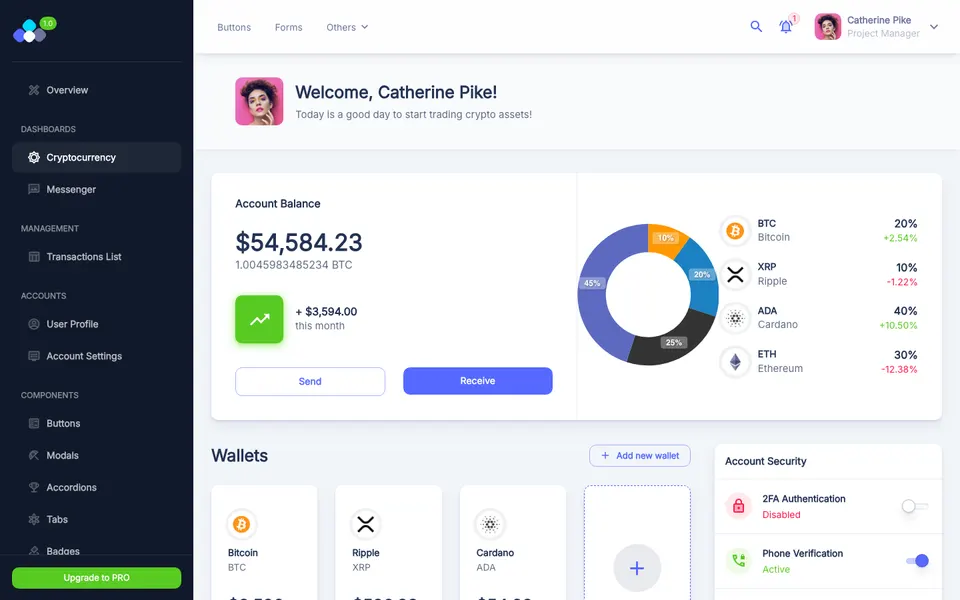 1.0
Overview
DASHBOARDS
Cryptocurrency
Messenger
MANAGEMENT
Transactions List
ACCOUNTS
User Profile
Account Settings
COMPONENTS
Buttons
Modals
Accordions
Tabs
Badges
Upgrade to PRO
Buttons
Forms
Others
1
Catherine Pike
Project Manager
Welcome, Catherine Pike!
Today is a good day to start trading crypto assets!
Account Balance
$54,584.23
1.0045983485234 BTC
+ $3,594.00
this month
Send
Receive
10%
20%
25%
45%
BTC
Bitcoin
20%
+2.54%
XRP
Ripple
10%
-1.22%
ADA
Cardano
40%
+10.50%
ETH
Ethereum
30%
-12.38%
Wallets
+ Add new wallet
Bitcoin
BTC
Ripple
XRP
Cardano
ADA
Account Security
2FA Authentication
Disabled
Phone Verification
Active